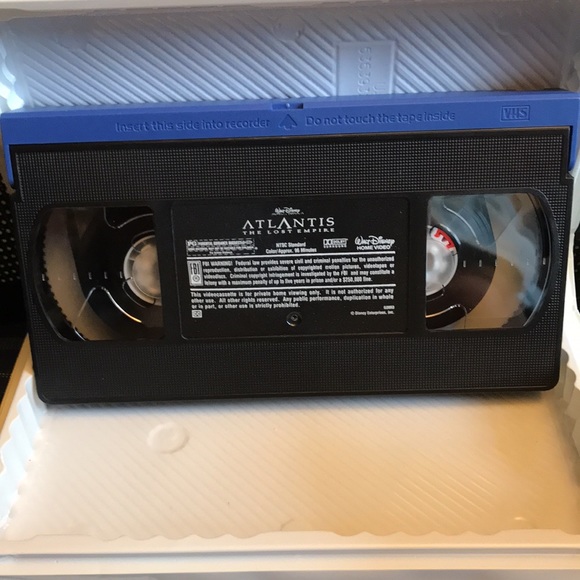 Insert this side into recorder Do not touch the tape inside VHS
Walt Disney
PICTURES PRESENTS
ATLANTIS
THE LOST EMPIRE
PG
NTSC Standard
Color/Approx. 96 Minutes
DOLBY
SURROUND
Walt Disney
HOME VIDEO
FBI WARNING: Federal law provides severe civil and criminal penalties for the unauthorized
reproduction, distribution or exhibition of copyrighted motion pictures, videotapes or
videodiscs. Criminal copyright infringement is investigated by the FBI and may constitute a
felony with a maximum penalty of up to five years in prison and/or a $250,000 fine.
This videocassette is for private home viewing only. It is not authorized for any
other use. All other rights reserved. Any public performance, duplication in whole
or in part, or other use is strictly prohibited.
© Disney Enterprises, Inc.